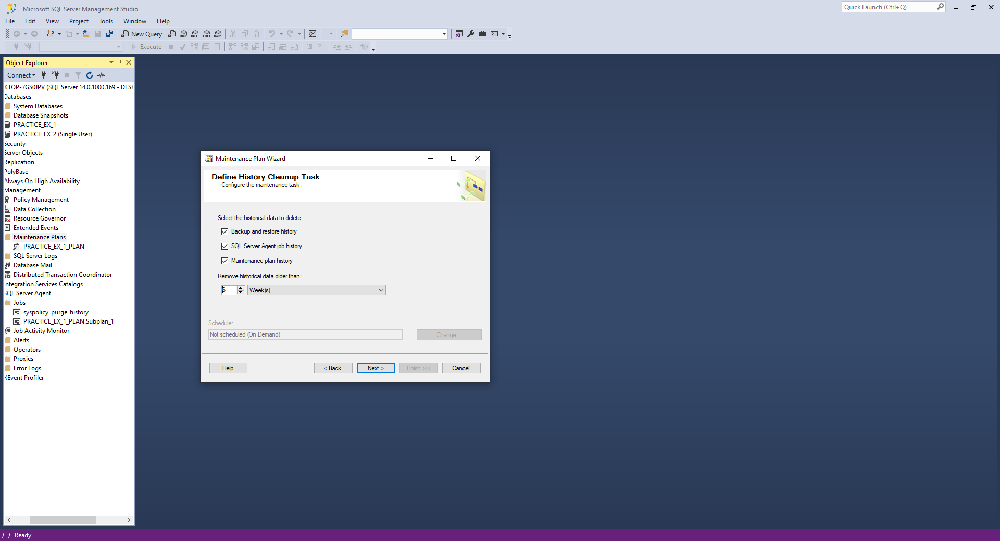 Microsoft SQL Server Management Studio
Quick Launch (Ctrl+Q)
File Edit View Project Tools Window Help
New Query
MDX DMX XMLA DAX
Execute
Object Explorer
Connect
KTOP-7GS0JPV (SQL Server 14.0.1000.169 - DESK
Databases
System Databases
Database Snapshots
PRACTICE_EX_1
PRACTICE_EX_2 (Single User)
Security
Server Objects
Replication
PolyBase
Always On High Availability
Management
Policy Management
Data Collection
Resource Governor
Extended Events
Maintenance Plans
PRACTICE_EX_1_PLAN
SQL Server Logs
Database Mail
Distributed Transaction Coordinator
Integration Services Catalogs
SQL Server Agent
Jobs
syspolicy_purge_history
PRACTICE_EX_1_PLAN.Subplan_1
Job Activity Monitor
Alerts
Operators
Proxies
Error Logs
XEvent Profiler
Maintenance Plan Wizard
Define History Cleanup Task
Configure the maintenance task.
Select the historical data to delete:
Backup and restore history
SQL Server Agent job history
Maintenance plan history
Remove historical data older than:
6 Week(s)
Schedule:
Not scheduled (On Demand) Change...
Help < Back Next > Finish >>| Cancel
Ready